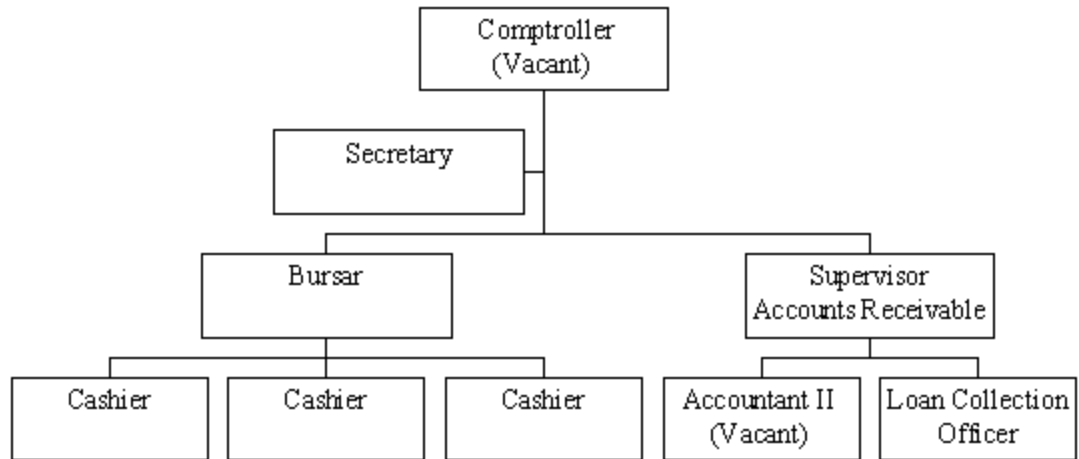 Comptroller
(Vacant)
Secretary
Bursar
Supervisor
Accounts Receivable
Cashier
Cashier
Cashier
Accountant II
(Vacant)
Loan Collection
Officer